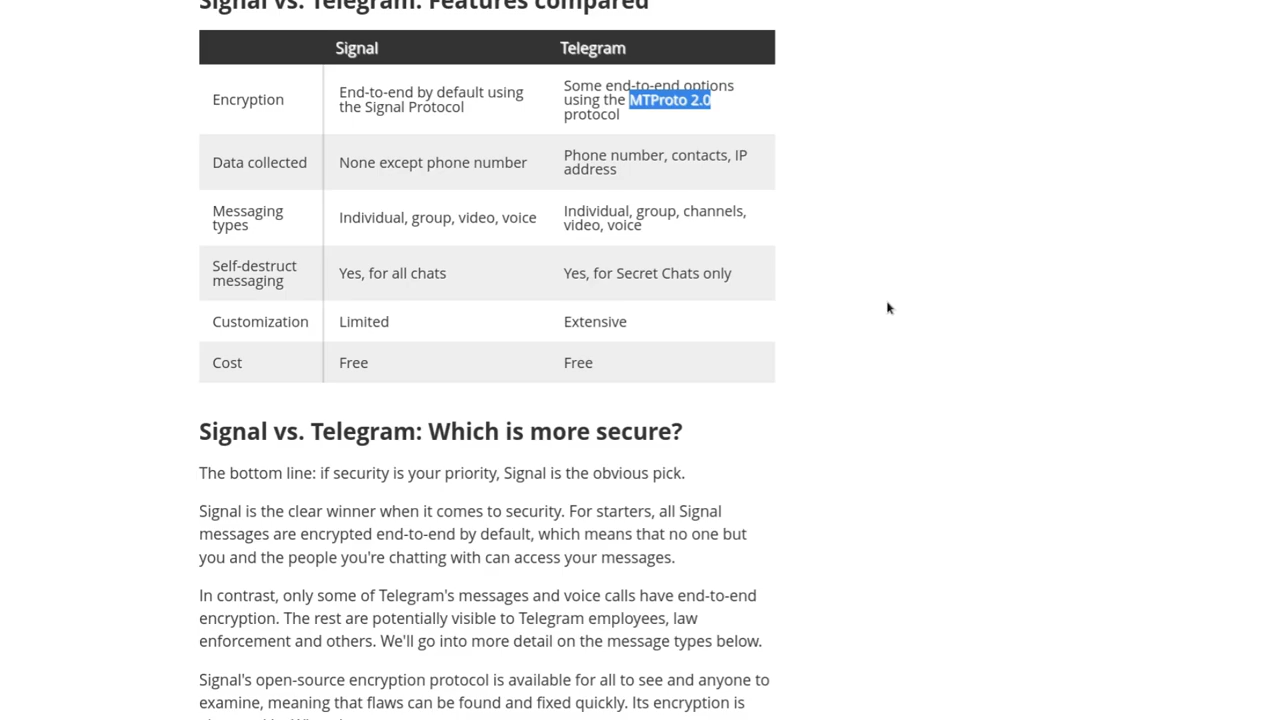 Signal vs. Telegram: Features compared
Signal Telegram
Encryption
End-to-end by default using
the Signal Protocol
Some end-to-end options
using the MTProto 2.0
protocol
Data collected
None except phone number
Phone number, contacts, IP
address
Messaging
types
Individual, group, video, voice
Individual, group, channels,
video, voice
Self-destruct
messaging
Yes, for all chats
Yes, for Secret Chats only
Customization
Limited
Extensive
Cost
Free
Free
Signal vs. Telegram: Which is more secure?
The bottom line: if security is your priority, Signal is the obvious pick.
Signal is the clear winner when it comes to security. For starters, all Signal
messages are encrypted end-to-end by default, which means that no one but
you and the people you're chatting with can access your messages.
In contrast, only some of Telegram's messages and voice calls have end-to-end
encryption. The rest are potentially visible to Telegram employees, law
enforcement and others. We'll go into more detail on the message types below.
Signal's open-source encryption protocol is available for all to see and anyone to
examine, meaning that flaws can be found and fixed quickly. Its encryption is